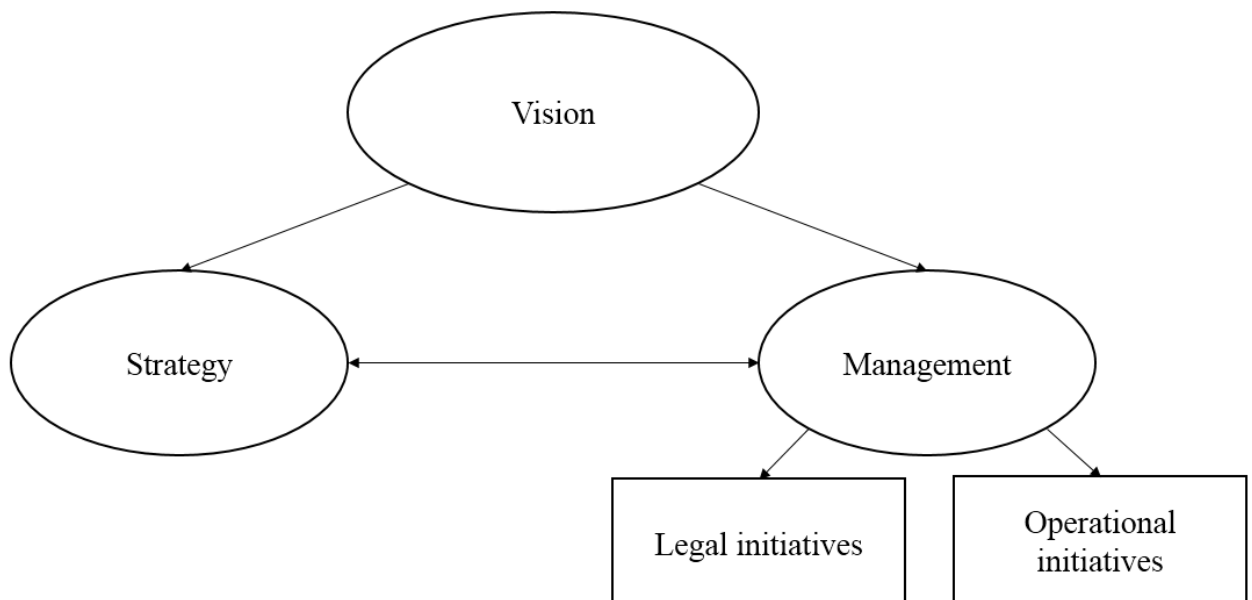 Vision
Strategy
Management
Legal initiatives
Operational
initiatives